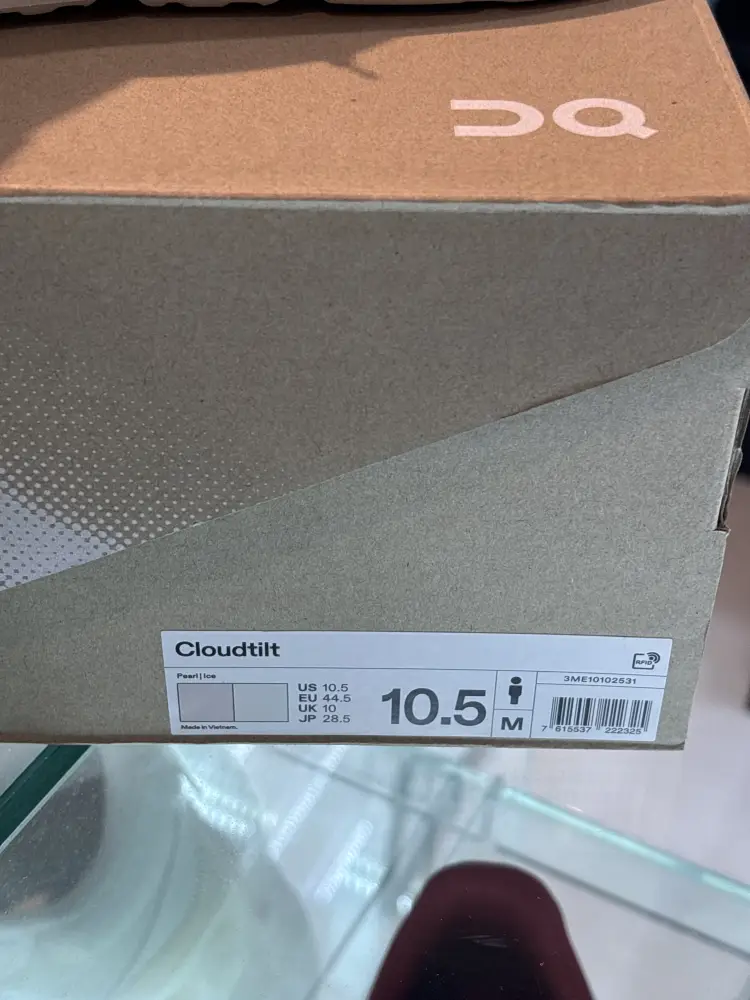 On
Cloudtilt
RFID
Pearl | Ice
US 10.5
EU 44.5
UK 10
JP 28.5
10.5
M
3ME10102531
7 615537 222325
Made in Vietnam.